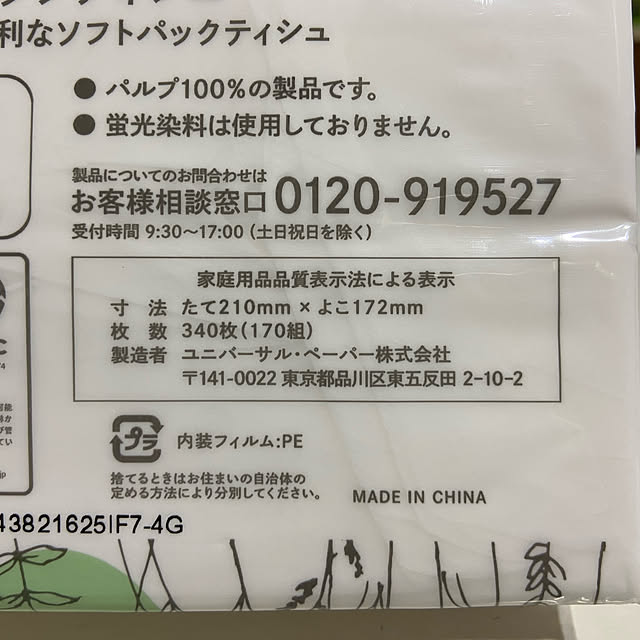 利なソフトパックティシュ
● パルプ100%の製品です。
● 蛍光染料は使用しておりません。
製品についてのお問合わせは
お客様相談窓口 0120-919527
受付時間 9:30~17:00 (土日祝日を除く)
家庭用品品質表示法による表示
寸 法 たて210mm × よこ172mm
枚 数 340枚(170組)
製造者 ユニバーサル・ペーパー株式会社
〒141-0022 東京都品川区東五反田 2-10-2
プラ 内装フィルム:PE
捨てるときはお住まいの自治体の
定める方法により分別してください。
MADE IN CHINA
43821625IF7-4G